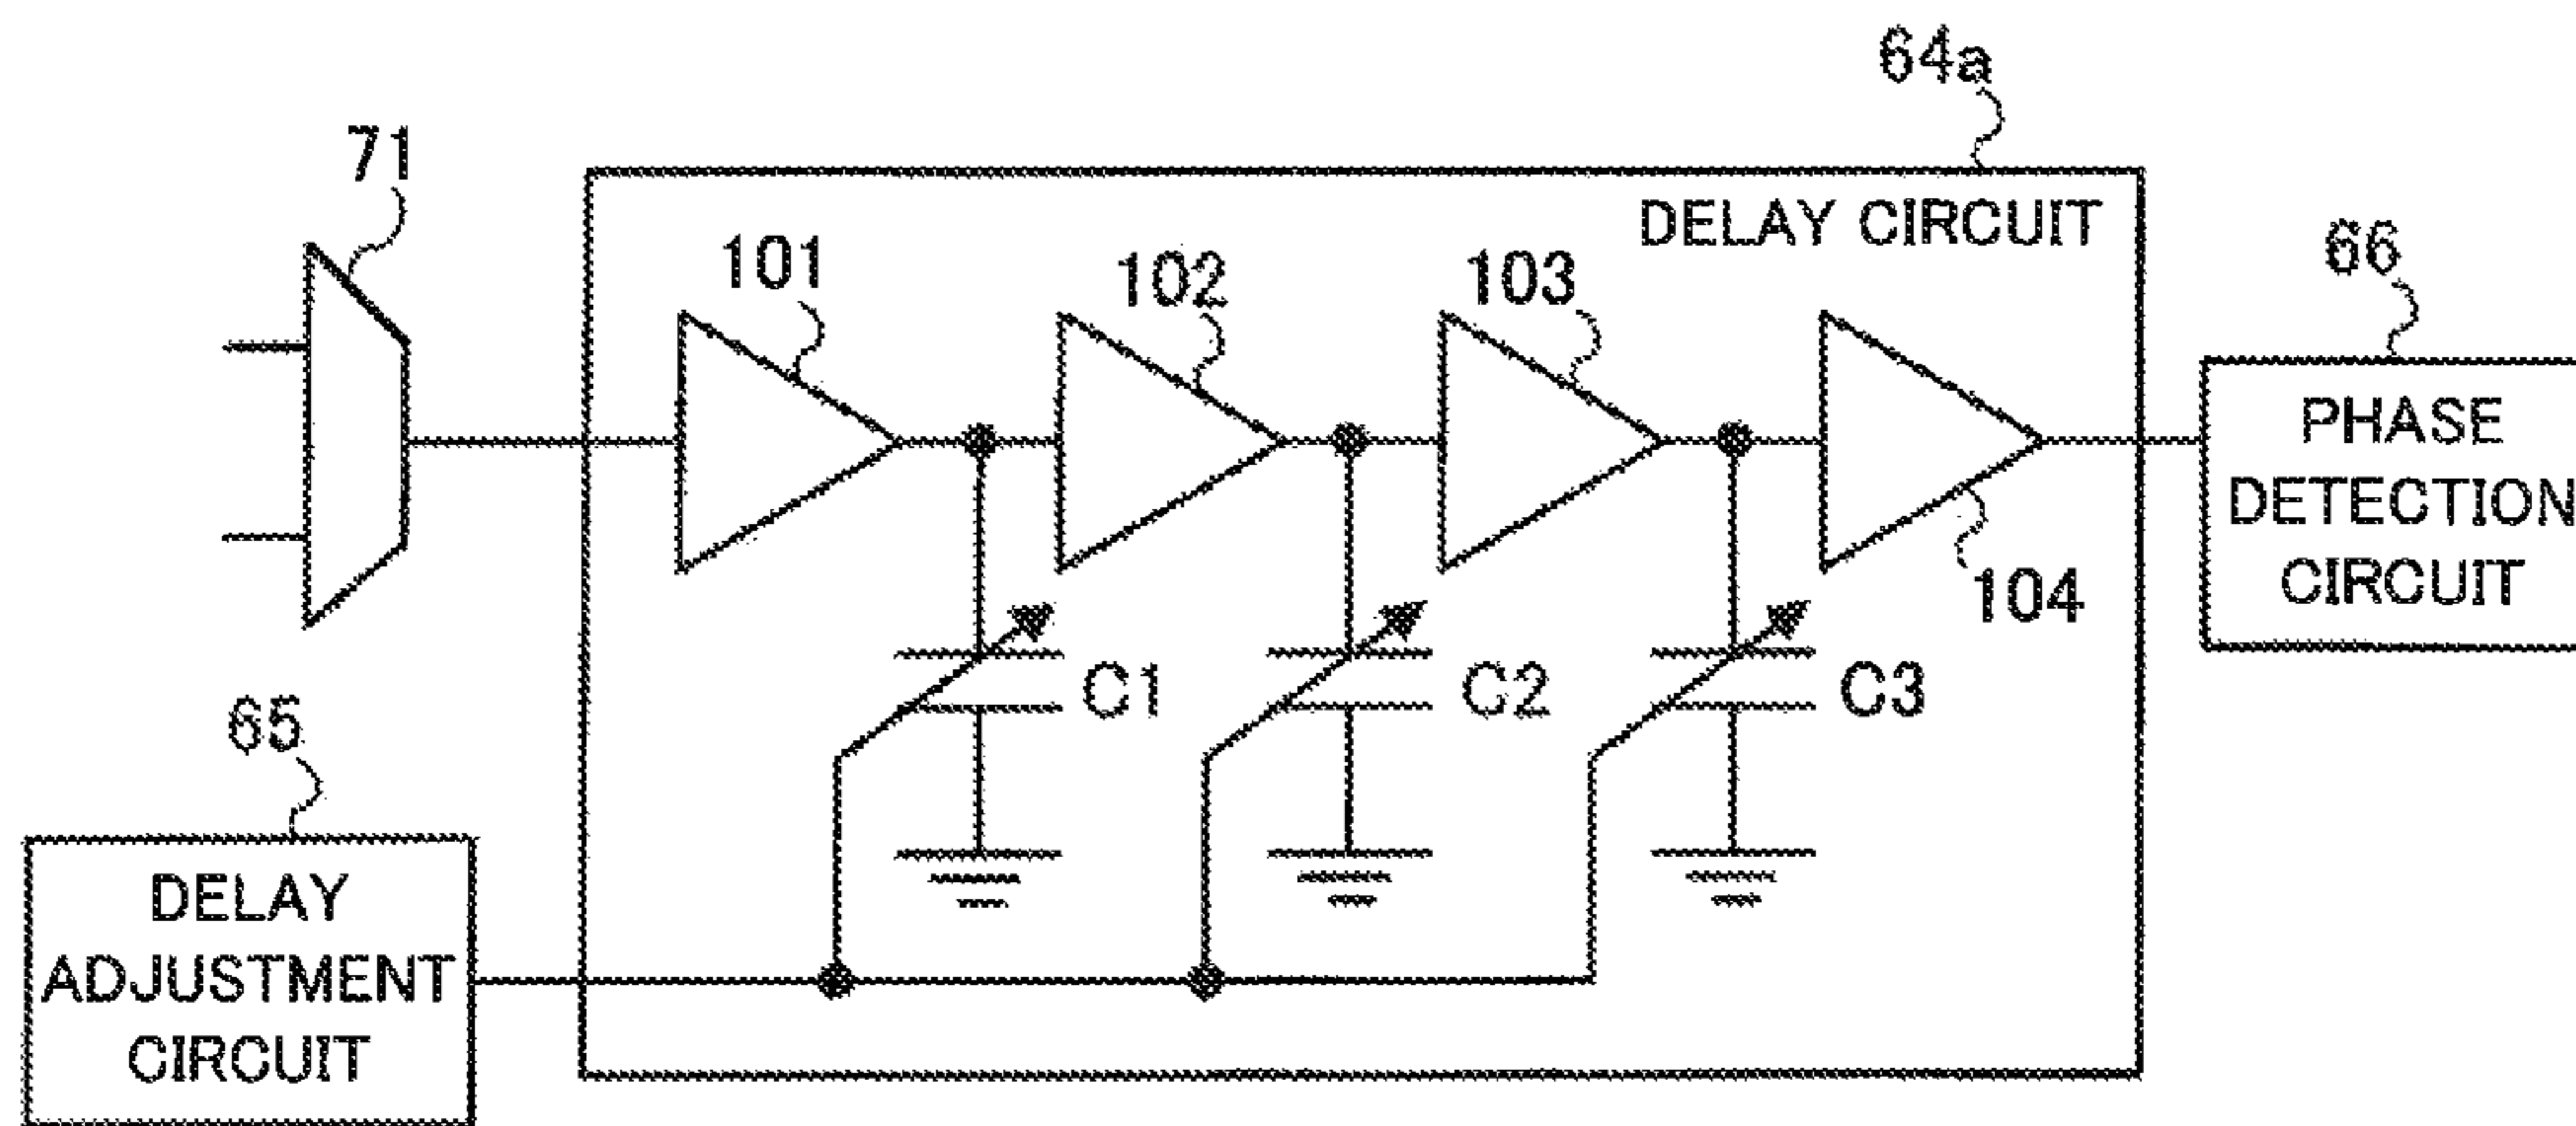 64a
71
DELAY CIRCUIT
66
101
102
103
PHASE
DETECTION
CIRCUIT
104
C1
C2
C3
65
DELAY
ADJUSTMENT
CIRCUIT